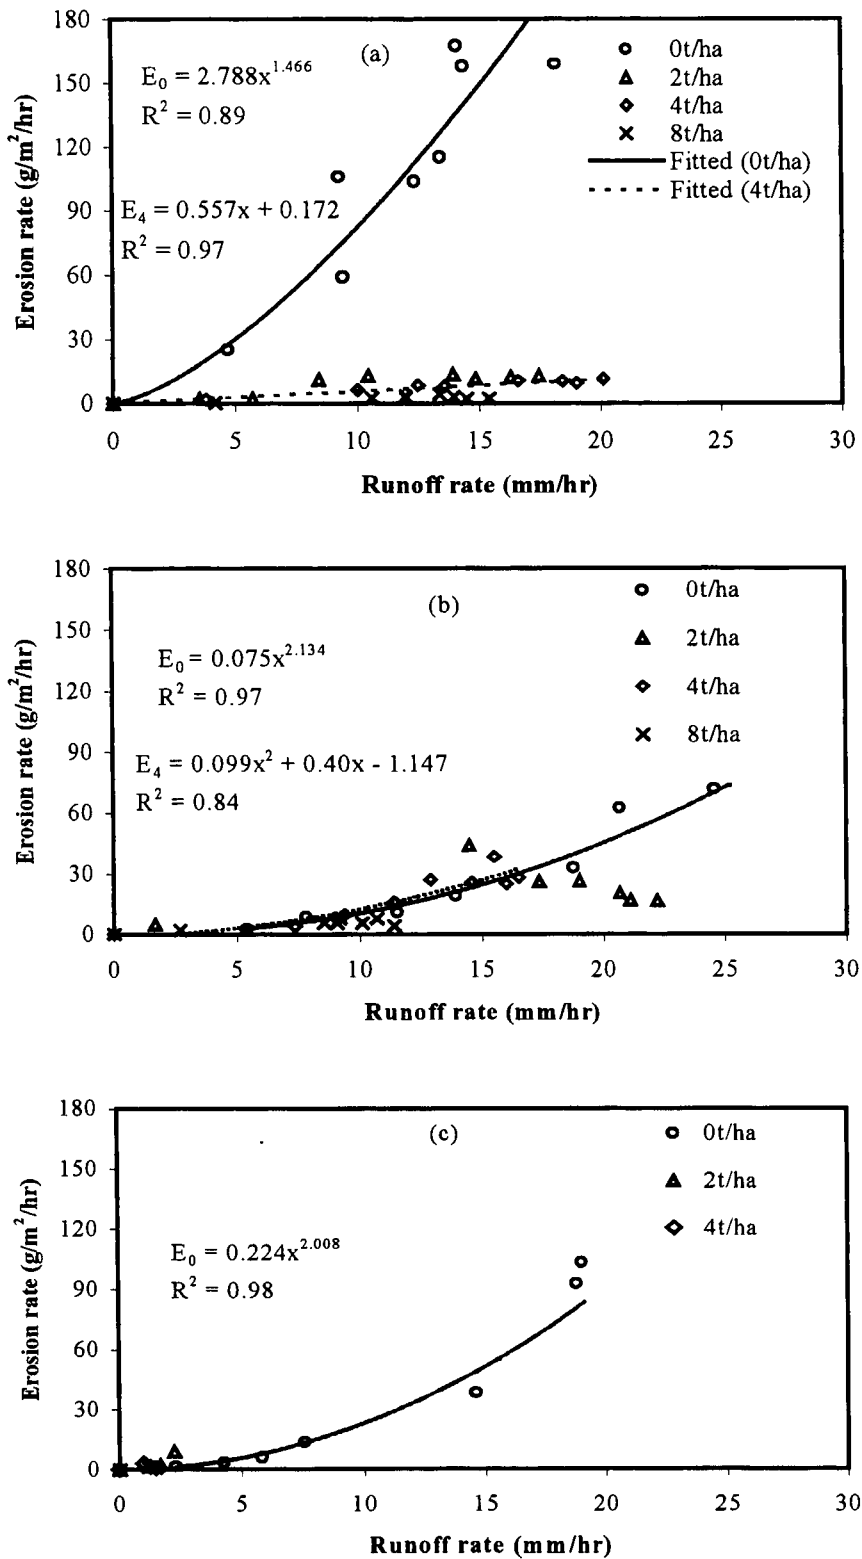 180
(a)
0t/ha
E₀ = 2.788x^1.466
2t/ha
150
4t/ha
R² = 0.89
8t/ha
120
Fitted (0t/ha)
Fitted (4t/ha)
90
E₄ = 0.557x + 0.172
R² = 0.97
60
30
0
Erosion rate (g/m²/hr)
0 5 10 15 20 25 30
Runoff rate (mm/hr)
180
(b)
0t/ha
150
2t/ha
E₀ = 0.075x^2.134
R² = 0.97
4t/ha
120
8t/ha
90
E₄ = 0.099x² + 0.40x - 1.147
R² = 0.84
60
30
0
Erosion rate (g/m²/hr)
0 5 10 15 20 25 30
Runoff rate (mm/hr)
180
(c)
0t/ha
150
2t/ha
120
4t/ha
E₀ = 0.224x^2.008
R² = 0.98
90
60
30
0
Erosion rate (g/m²/hr)
0 5 10 15 20 25 30
Runoff rate (mm/hr)